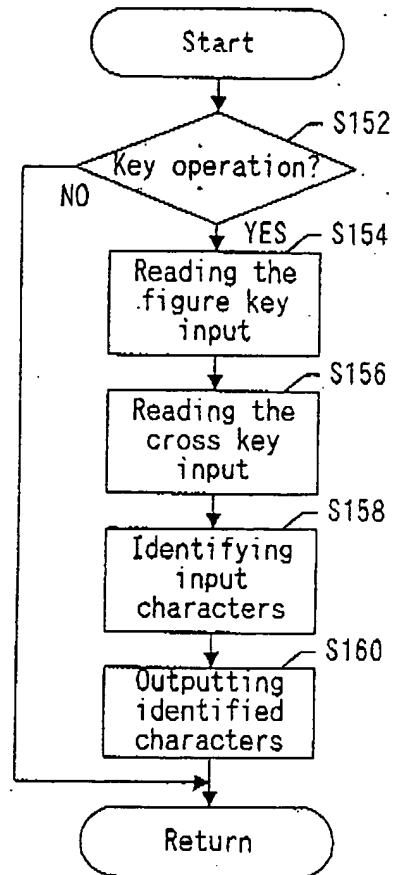 Start
S152
Key operation?
NO
YES
S154
Reading the
figure key
input
S156
Reading the
cross key
input
S158
Identifying
input
characters
S160
Outputting
identified
characters
Return